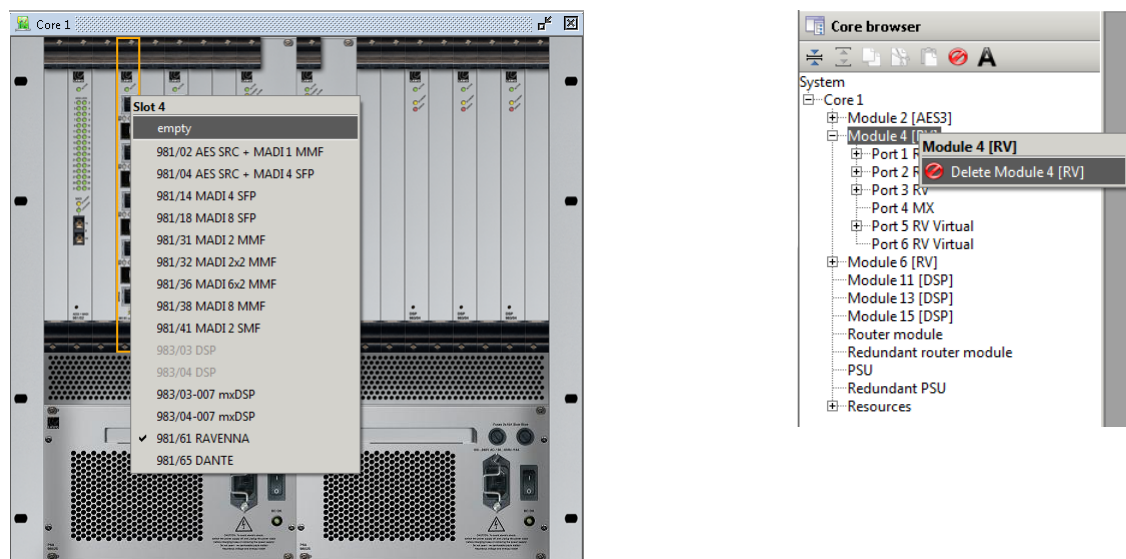 Core 1
Slot 4
empty
981/02 AES SRC + MADI 1 MMF
981/04 AES SRC + MADI 4 SFP
981/14 MADI 4 SFP
981/18 MADI 8 SFP
981/31 MADI 2 MMF
981/32 MADI 2x2 MMF
981/36 MADI 6x2 MMF
981/38 MADI 8 MMF
981/41 MADI 2 SMF
983/03 DSP
983/04 DSP
983/03-007 mxDSP
983/04-007 mxDSP
981/61 RAVENNA
981/65 DANTE
Core browser
System
Core 1
Module 2 [AES3]
Module 4 [RV]
Module 4 [RV]
Delete Module 4 [RV]
Port 1 R
Port 2 R
Port 3 RV
Port 4 MX
Port 5 RV Virtual
Port 6 RV Virtual
Module 6 [RV]
Module 11 [DSP]
Module 13 [DSP]
Module 15 [DSP]
Router module
Redundant router module
PSU
Redundant PSU
Resources